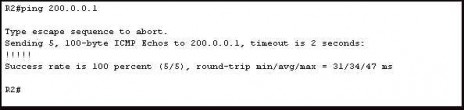 R2#ping 200.0.0.1
Type escape sequence to abort.
Sending 5, 100-byte ICMP Echos to 200.0.0.1, timeout is 2 seconds:
!!!!!
Success rate is 100 percent (5/5), round-trip min/avg/max = 31/34/47 ms
R2#